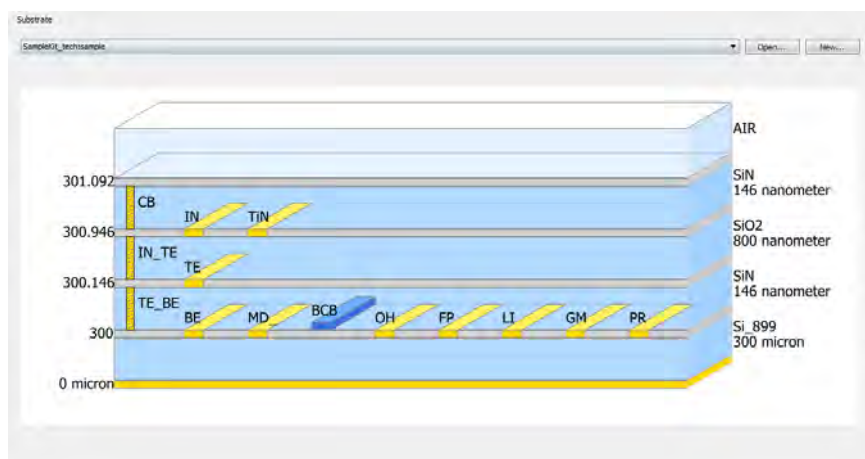 Substrate
SampleKit_tech:sample
Open...
New...
AIR
SiN
146 nanometer
301.092
CB
IN
TiN
300.946
SiO2
800 nanometer
IN_TE
TE
300.146
SiN
146 nanometer
TE_BE
BE
MD_
BCB
OH
FP
LI
GM
PR
300
Si_899
300 micron
0 micron